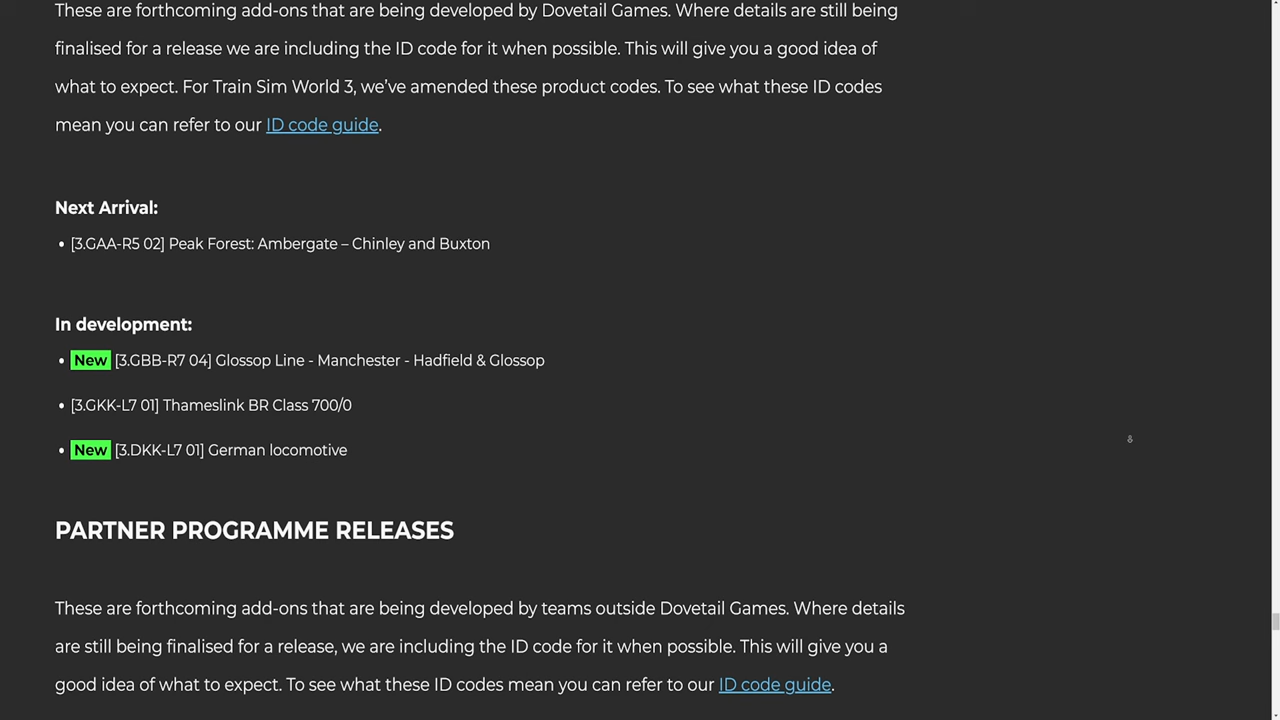 These are forthcoming add-ons that are being developed by Dovetail Games. Where details are still being
finalised for a release we are including the ID code for it when possible. This will give you a good idea of
what to expect. For Train Sim World 3, we’ve amended these product codes. To see what these ID codes
mean you can refer to our ID code guide.
Next Arrival:
• [3.GAA-R5 02] Peak Forest: Ambergate – Chinley and Buxton
In development:
• New [3.GBB-R7 04] Glossop Line - Manchester - Hadfield & Glossop
• [3.GKK-L7 01] Thameslink BR Class 700/0
• New [3.DKK-L7 01] German locomotive
PARTNER PROGRAMME RELEASES
These are forthcoming add-ons that are being developed by teams outside Dovetail Games. Where details
are still being finalised for a release, we are including the ID code for it when possible. This will give you a
good idea of what to expect. To see what these ID codes mean you can refer to our ID code guide.